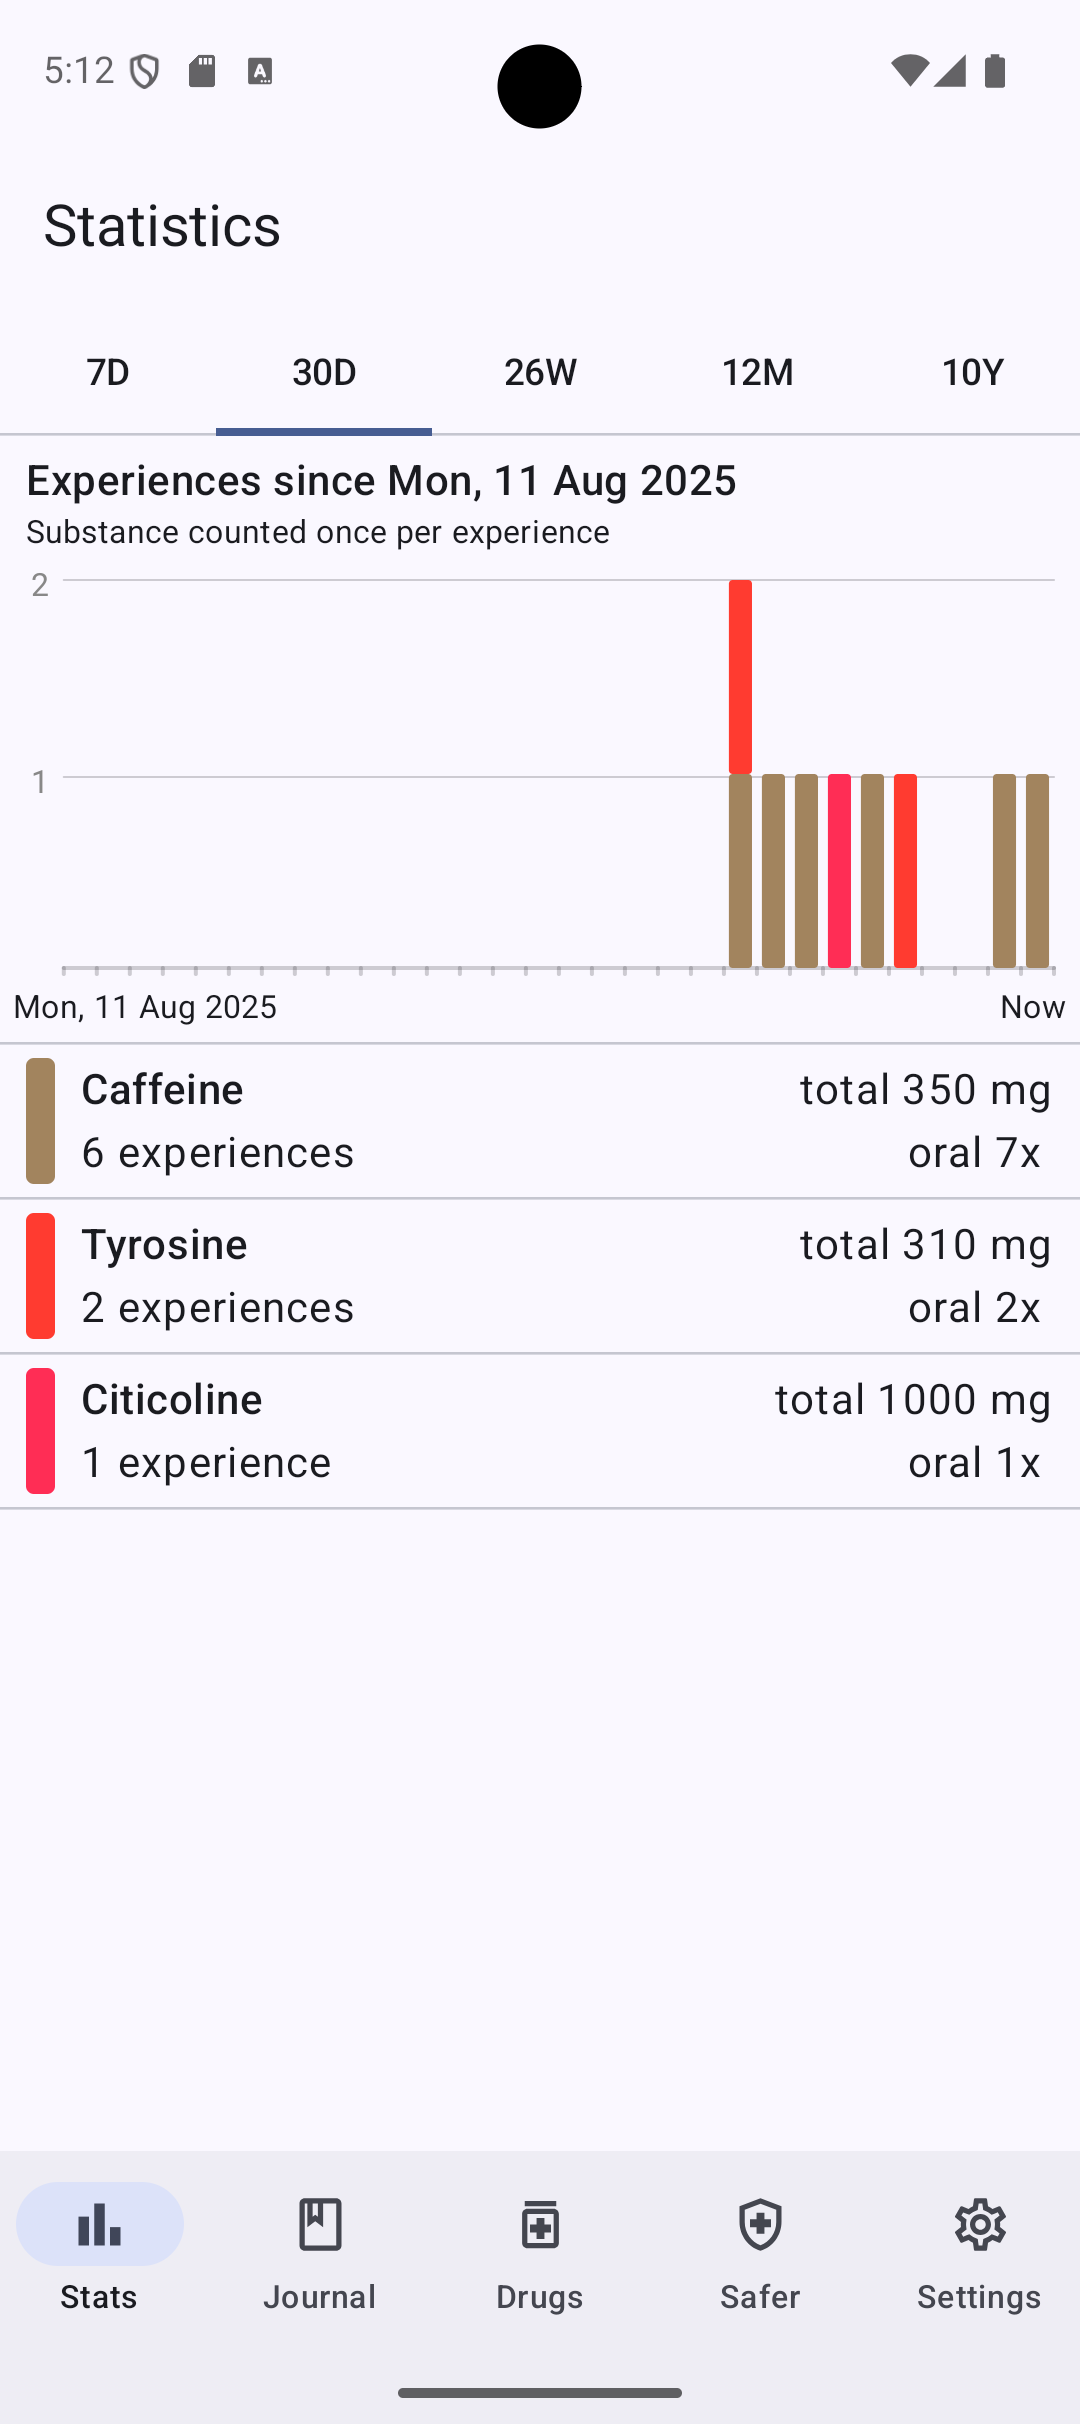 5:12
Statistics
7D 30D 26W 12M 10Y
Experiences since Mon, 11 Aug 2025
Substance counted once per experience
2
1
Mon, 11 Aug 2025 Now
Caffeine total 350 mg
6 experiences oral 7x
Tyrosine total 310 mg
2 experiences oral 2x
Citicoline total 1000 mg
1 experience oral 1x
Stats Journal Drugs Safer Settings